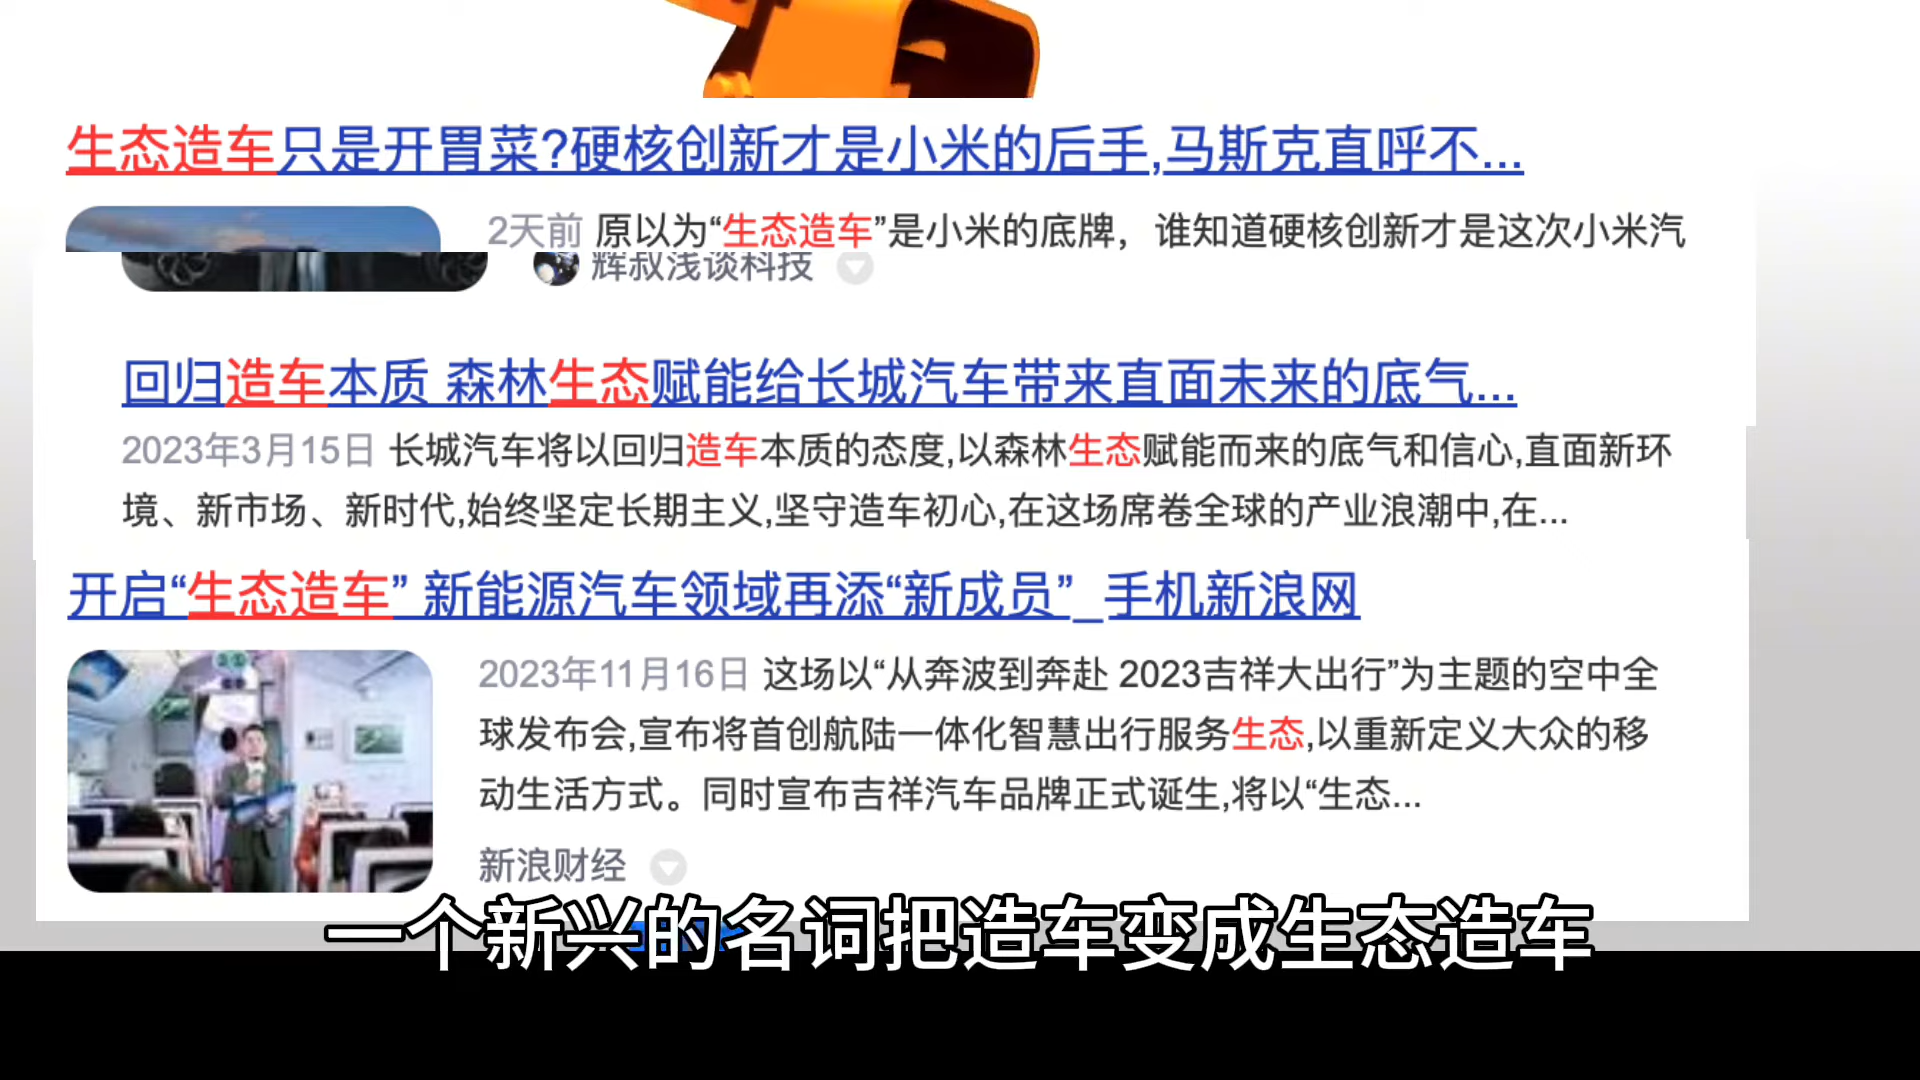 生态造车只是开胃菜?硬核创新才是小米的后手,马斯克直呼不...
2天前 原以为“生态造车”是小米的底牌，谁知道硬核创新才是这次小米汽
辉叔浅谈科技
回归造车本质 森林生态赋能给长城汽车带来直面未来的底气...
2023年3月15日 长城汽车将以回归造车本质的态度,以森林生态赋能而来的底气和信心,直面新环
境、新市场、新时代,始终坚定长期主义,坚守造车初心,在这场席卷全球的产业浪潮中,在...
开启“生态造车” 新能源汽车领域再添“新成员”_手机新浪网
2023年11月16日 这场以“从奔波到奔赴 2023吉祥大出行”为主题的空中全
球发布会,宣布将首创航陆一体化智慧出行服务生态,以重新定义大众的移
动生活方式。同时宣布吉祥汽车品牌正式诞生,将以“生态...
新浪财经
一个新兴的名词把造车变成生态造车